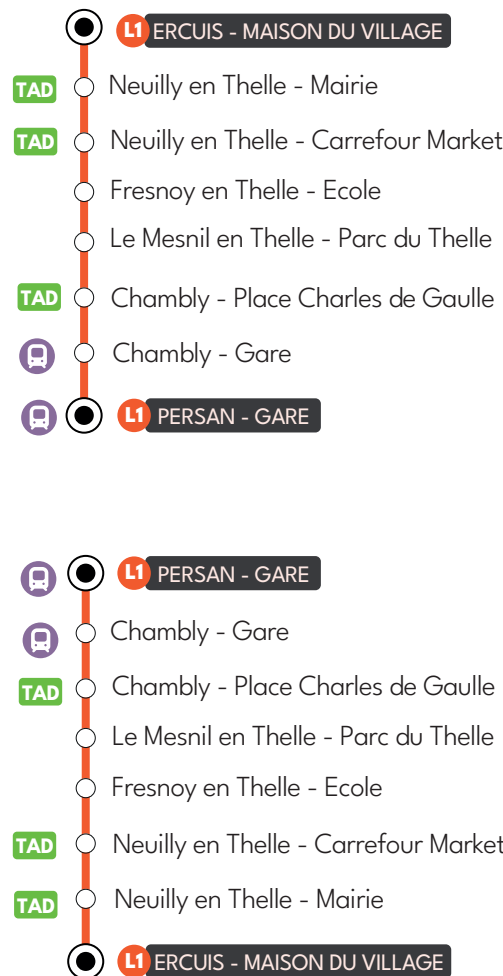 L1 ERCUIS - MAISON DU VILLAGE
TAD Neuilly en Thelle - Mairie
TAD Neuilly en Thelle - Carrefour Market
Fresnoy en Thelle - Ecole
Le Mesnil en Thelle - Parc du Thelle
TAD Chambly - Place Charles de Gaulle
Chambly - Gare
L1 PERSAN - GARE
L1 PERSAN - GARE
Chambly - Gare
TAD Chambly - Place Charles de Gaulle
Le Mesnil en Thelle - Parc du Thelle
Fresnoy en Thelle - Ecole
TAD Neuilly en Thelle - Carrefour Market
TAD Neuilly en Thelle - Mairie
L1 ERCUIS - MAISON DU VILLAGE